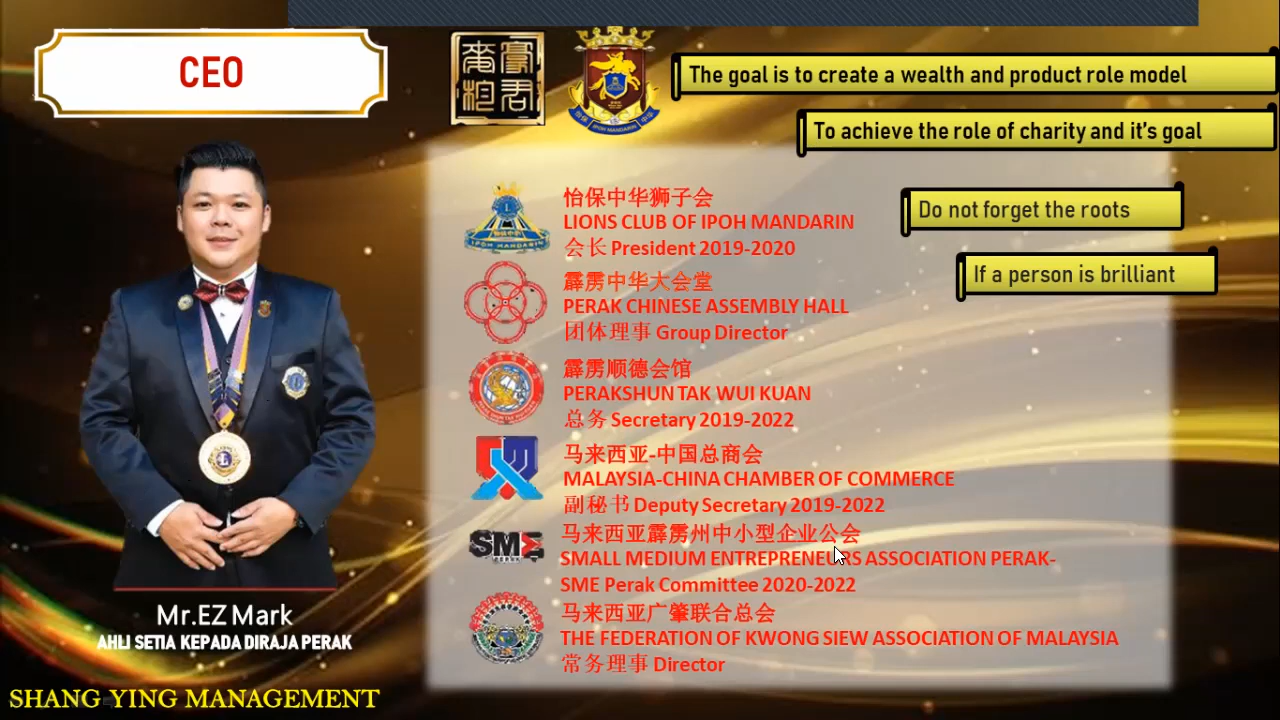 CEO
The goal is to create a wealth and product role model
To achieve the role of charity and it's goal
Do not forget the roots
If a person is brilliant
IPOH MANDARIN
怡保中华狮子会
LIONS CLUB OF IPOH MANDARIN
会长 President 2019-2020
IPOH MANDARIN
霹雳中华大会堂
PERAK CHINESE ASSEMBLY HALL
团体理事 Group Director
霹雳顺德会馆
PERAKSHUN TAK WUI KUAN
总务 Secretary 2019-2022
马来西亚-中国总商会
MALAYSIA-CHINA CHAMBER OF COMMERCE
副秘书 Deputy Secretary 2019-2022
SME
PERAK
马来西亚霹雳州中小型企业公会
SMALL MEDIUM ENTREPRENEURS ASSOCIATION PERAK-
SME Perak Committee 2020-2022
马来西亚广肇联合总会
THE FEDERATION OF KWONG SIEW ASSOCIATION OF MALAYSIA
常务理事 Director
Mr.EZ Mark
AHLI SETIA KEPADA DIRAJA PERAK
SHANG YING MANAGEMENT